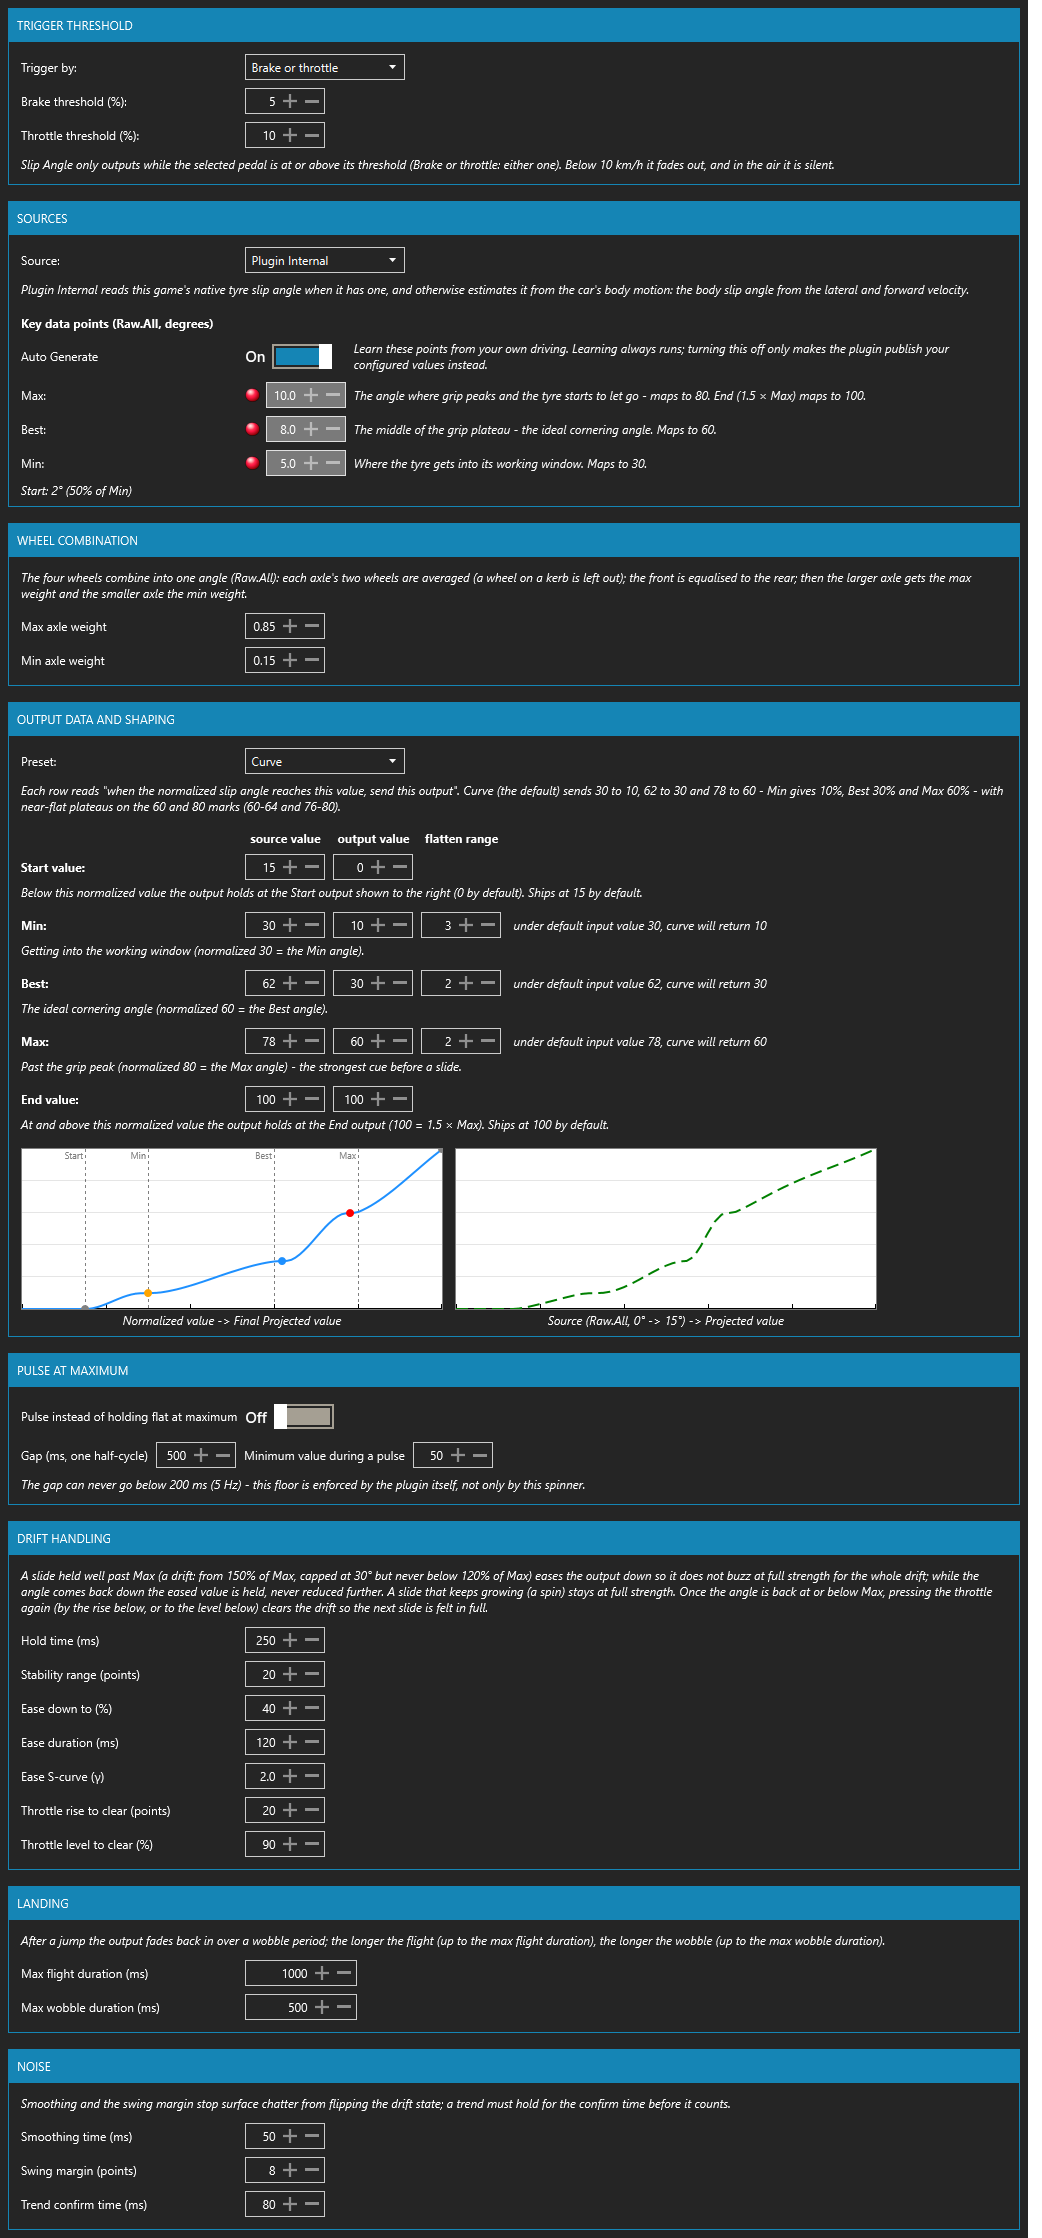 TRIGGER THRESHOLD
Trigger by: Brake or throttle
Brake threshold (%): 5
Throttle threshold (%): 10
Slip Angle only outputs while the selected pedal is at or above its threshold (Brake or throttle: either one). Below 10 km/h it fades out, and in the air it is silent.
SOURCES
Source: Plugin Internal
Plugin Internal reads this game's native tyre slip angle when it has one, and otherwise estimates it from the car's body motion: the body slip angle from the lateral and forward velocity.
Key data points (Raw.All, degrees)
Auto Generate On Learn these points from your own driving. Learning always runs; turning this off only makes the plugin publish your
configured values instead.
Max: 10.0 The angle where grip peaks and the tyre starts to let go - maps to 80. End (1.5 × Max) maps to 100.
Best: 8.0 The middle of the grip plateau - the ideal cornering angle. Maps to 60.
Min: 5.0 Where the tyre gets into its working window. Maps to 30.
Start: 2° (50% of Min)
WHEEL COMBINATION
The four wheels combine into one angle (Raw.All): each axle's two wheels are averaged (a wheel on a kerb is left out); the front is equalised to the rear; then the larger axle gets the max
weight and the smaller axle the min weight.
Max axle weight 0.85
Min axle weight 0.15
OUTPUT DATA AND SHAPING
Preset: Curve
Each row reads "when the normalized slip angle reaches this value, send this output". Curve (the default) sends 30 to 10, 62 to 30 and 78 to 60 - Min gives 10%, Best 30% and Max 60% - with
near-flat plateaus on the 60 and 80 marks (60-64 and 76-80).
source value output value flatten range
Start value: 15 0
Below this normalized value the output holds at the Start output shown to the right (0 by default). Ships at 15 by default.
Min: 30 10 3 under default input value 30, curve will return 10
Getting into the working window (normalized 30 = the Min angle).
Best: 62 30 2 under default input value 62, curve will return 30
The ideal cornering angle (normalized 60 = the Best angle).
Max: 78 60 2 under default input value 78, curve will return 60
Past the grip peak (normalized 80 = the Max angle) - the strongest cue before a slide.
End value: 100 100
At and above this normalized value the output holds at the End output (100 = 1.5 × Max). Ships at 100 by default.
Start Min Best Max
Normalized value -> Final Projected value
Source (Raw.All, 0° -> 15°) -> Projected value
PULSE AT MAXIMUM
Pulse instead of holding flat at maximum Off
Gap (ms, one half-cycle) 500 Minimum value during a pulse 50
The gap can never go below 200 ms (5 Hz) - this floor is enforced by the plugin itself, not only by this spinner.
DRIFT HANDLING
A slide held well past Max (a drift: from 150% of Max, capped at 30° but never below 120% of Max) eases the output down so it does not buzz at full strength for the whole drift; while the
angle comes back down the eased value is held, never reduced further. A slide that keeps growing (a spin) stays at full strength. Once the angle is back at or below Max, pressing the throttle
again (by the rise below, or to the level below) clears the drift so the next slide is felt in full.
Hold time (ms) 250
Stability range (points) 20
Ease down to (%) 40
Ease duration (ms) 120
Ease S-curve (γ) 2.0
Throttle rise to clear (points) 20
Throttle level to clear (%) 90
LANDING
After a jump the output fades back in over a wobble period; the longer the flight (up to the max flight duration), the longer the wobble (up to the max wobble duration).
Max flight duration (ms) 1000
Max wobble duration (ms) 500
NOISE
Smoothing and the swing margin stop surface chatter from flipping the drift state; a trend must hold for the confirm time before it counts.
Smoothing time (ms) 50
Swing margin (points) 8
Trend confirm time (ms) 80